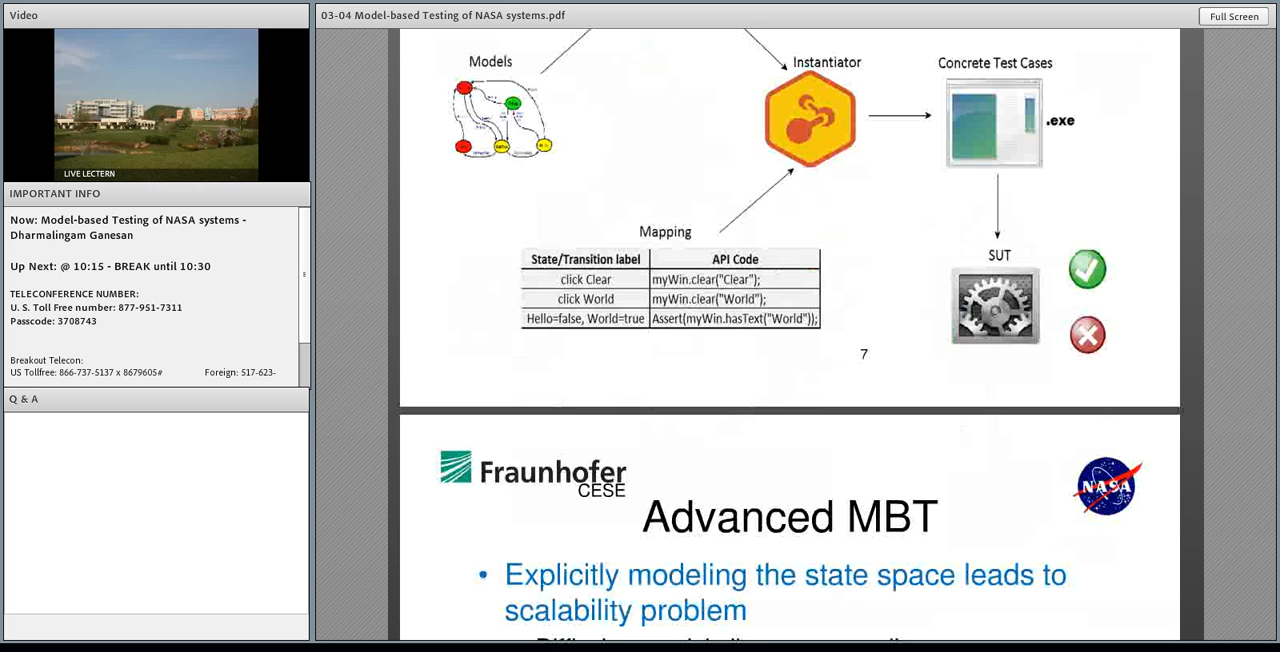 Video
LIVE LECTERN
IMPORTANT INFO
Now: Model-based Testing of NASA systems -
Dharmalingam Ganesan
Up Next: @ 10:15 - BREAK until 10:30
TELECONFERENCE NUMBER:
U. S. Toll Free number: 877-951-7311
Passcode: 3708743
Breakout Telecon:
US Tollfree: 866-737-5137 x 8679605# Foreign: 517-623-
Q & A
03-04 Model-based Testing of NASA systems.pdf
Full Screen
Models
Instantiator
Concrete Test Cases
.exe
Mapping
State/Transition label API Code
click Clear myWin.clear("Clear");
click World myWin.clear("World");
Hello=false, World=true Assert(myWin.hasText("World"));
SUT
7
Fraunhofer
CESE
NASA
Advanced MBT
• Explicitly modeling the state space leads to
scalability problem